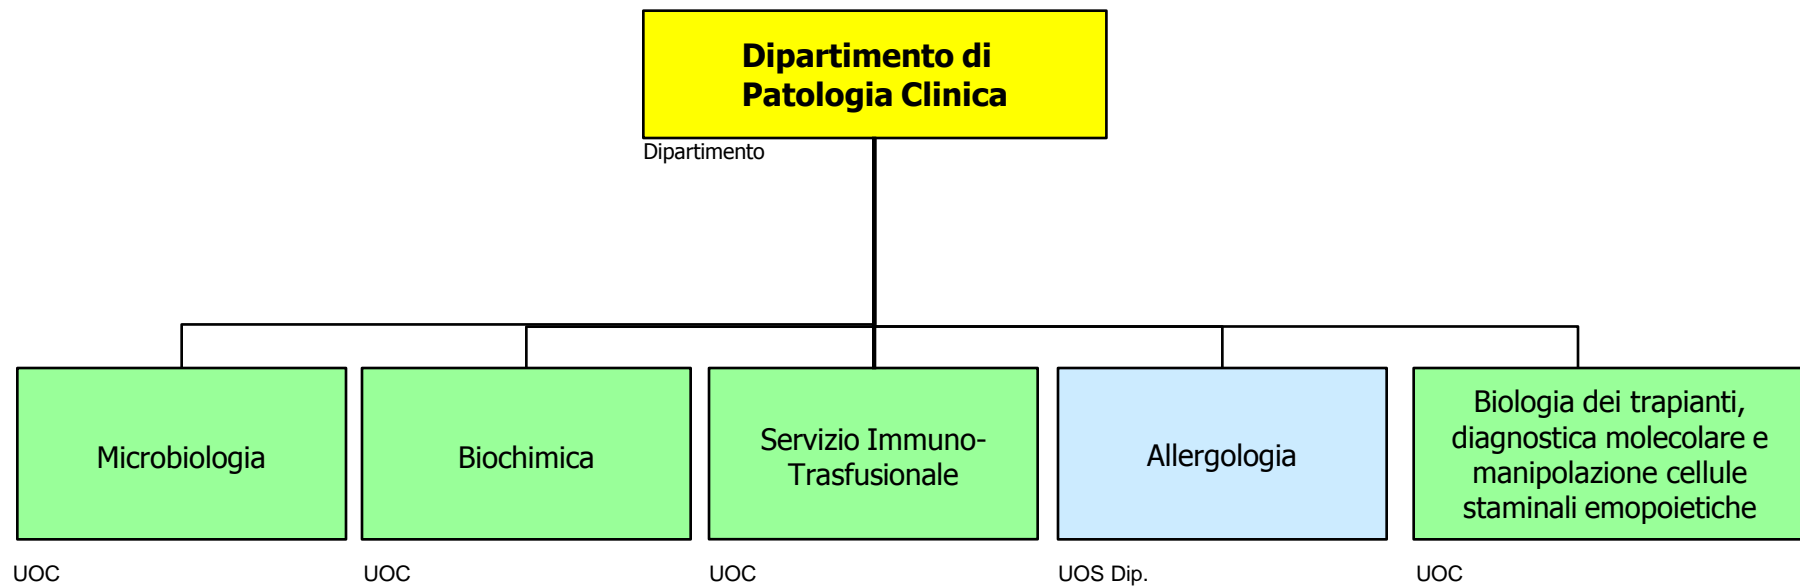 Dipartimento di
Patologia Clinica
Dipartimento
Microbiologia
UOC
Biochimica
UOC
Servizio Immuno-
Trasfusionale
UOC
Allergologia
UOS Dip.
Biologia dei trapianti,
diagnostica molecolare e
manipolazione cellule
staminali emopoietiche
UOC